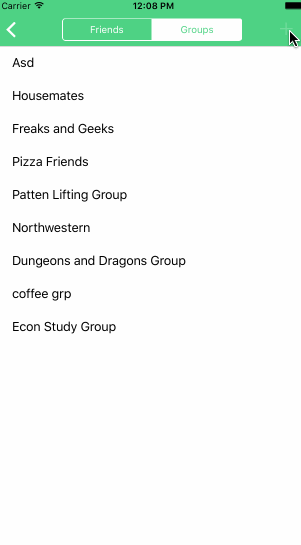 Carrier 12:08 PM
Friends Groups
Asd
Housemates
Freaks and Geeks
Pizza Friends
Patten Lifting Group
Northwestern
Dungeons and Dragons Group
coffee grp
Econ Study Group